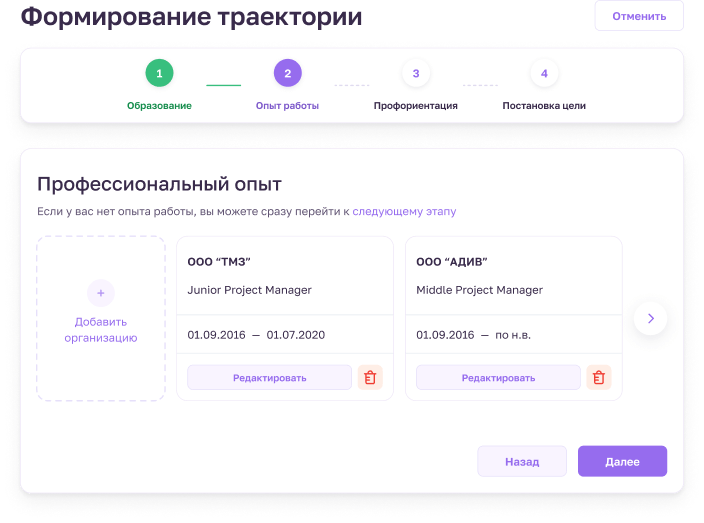 Формирование траектории
Отменить
1
2
3
4
Образование
Опыт работы
Профориентация
Постановка цели
Профессиональный опыт
Если у вас нет опыта работы, вы можете сразу перейти к следующему этапу
+
Добавить
организацию
ООО “ТМЗ”
Junior Project Manager
01.09.2016 — 01.07.2020
Редактировать
ООО “АДИВ”
Middle Project Manager
01.09.2016 — по н.в.
Редактировать
Назад
Далее